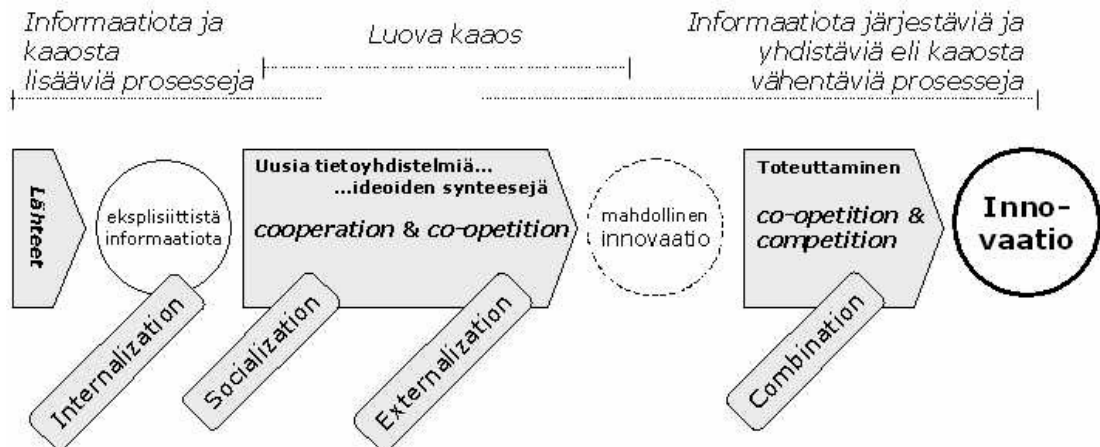 Informaatiota ja
kaaosta
lisääviä prosesseja
Luova kaaos
Informaatiota järjestäviä ja
yhdistäviä eli kaaosta
vähentäviä prosesseja
Lähteet
eksplisiittistä
informaatiota
Uusia tietoyhdistelmiä...
...ideoiden synteesejä
cooperation & co-opetition
mahdollinen
innovaatio
Toteuttaminen
co-opetition &
competition
Inno-
vaatio
Internalization
Socialization
Externalization
Combination